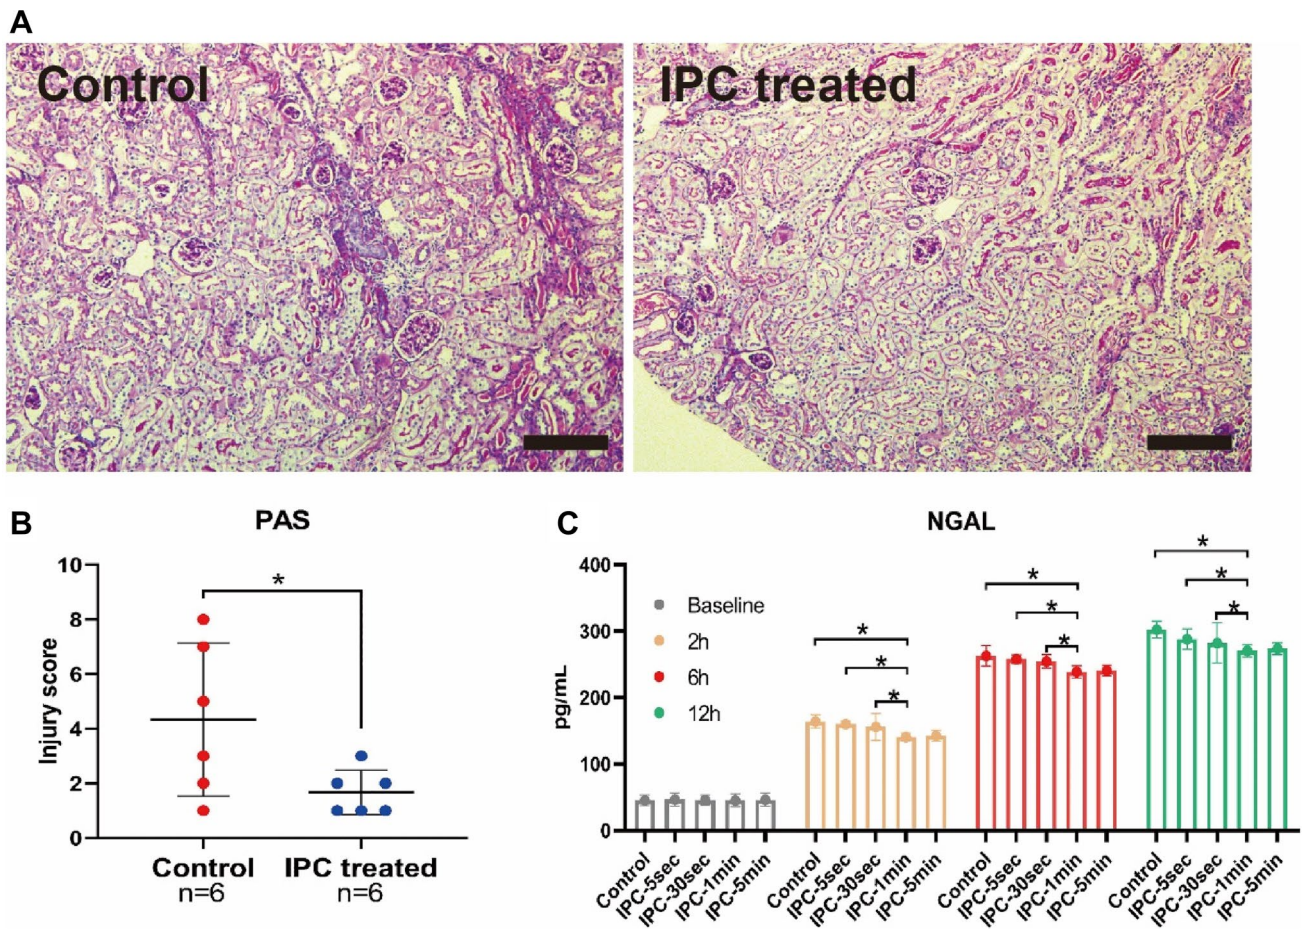 A
Control
IPC treated
B
PAS
Injury score
10
8
6
4
2
0
*
Control
n=6
IPC treated
n=6
C
NGAL
pg/mL
400
300
200
100
0
Baseline
2h
6h
12h
*
*
*
*
*
*
*
*
*
Control
IPC-5sec
IPC-30sec
IPC-1min
IPC-5min
Control
IPC-5sec
IPC-30sec
IPC-1min
IPC-5min
Control
IPC-5sec
IPC-30sec
IPC-1min
IPC-5min
Control
IPC-5sec
IPC-30sec
IPC-1min
IPC-5min